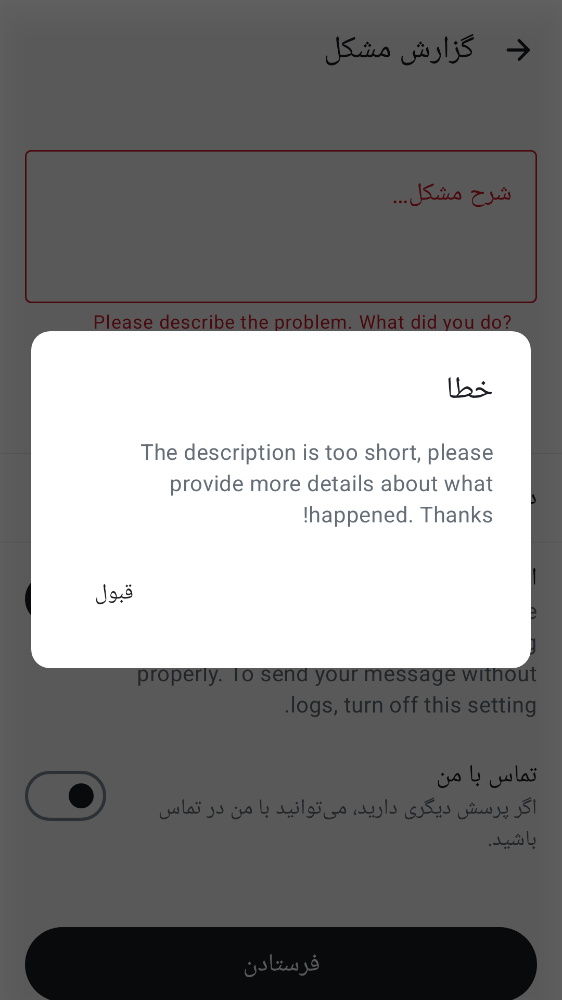 گزارش مشکل
شرح مشکل...
Please describe the problem. What did you do?
خطا
The description is too short, please
provide more details about what
happened. Thanks!
قبول
properly. To send your message without
logs, turn off this setting.
تماس با من
اگر پرسش دیگری دارید، می‌توانید با من در تماس
باشید.
فرستادن